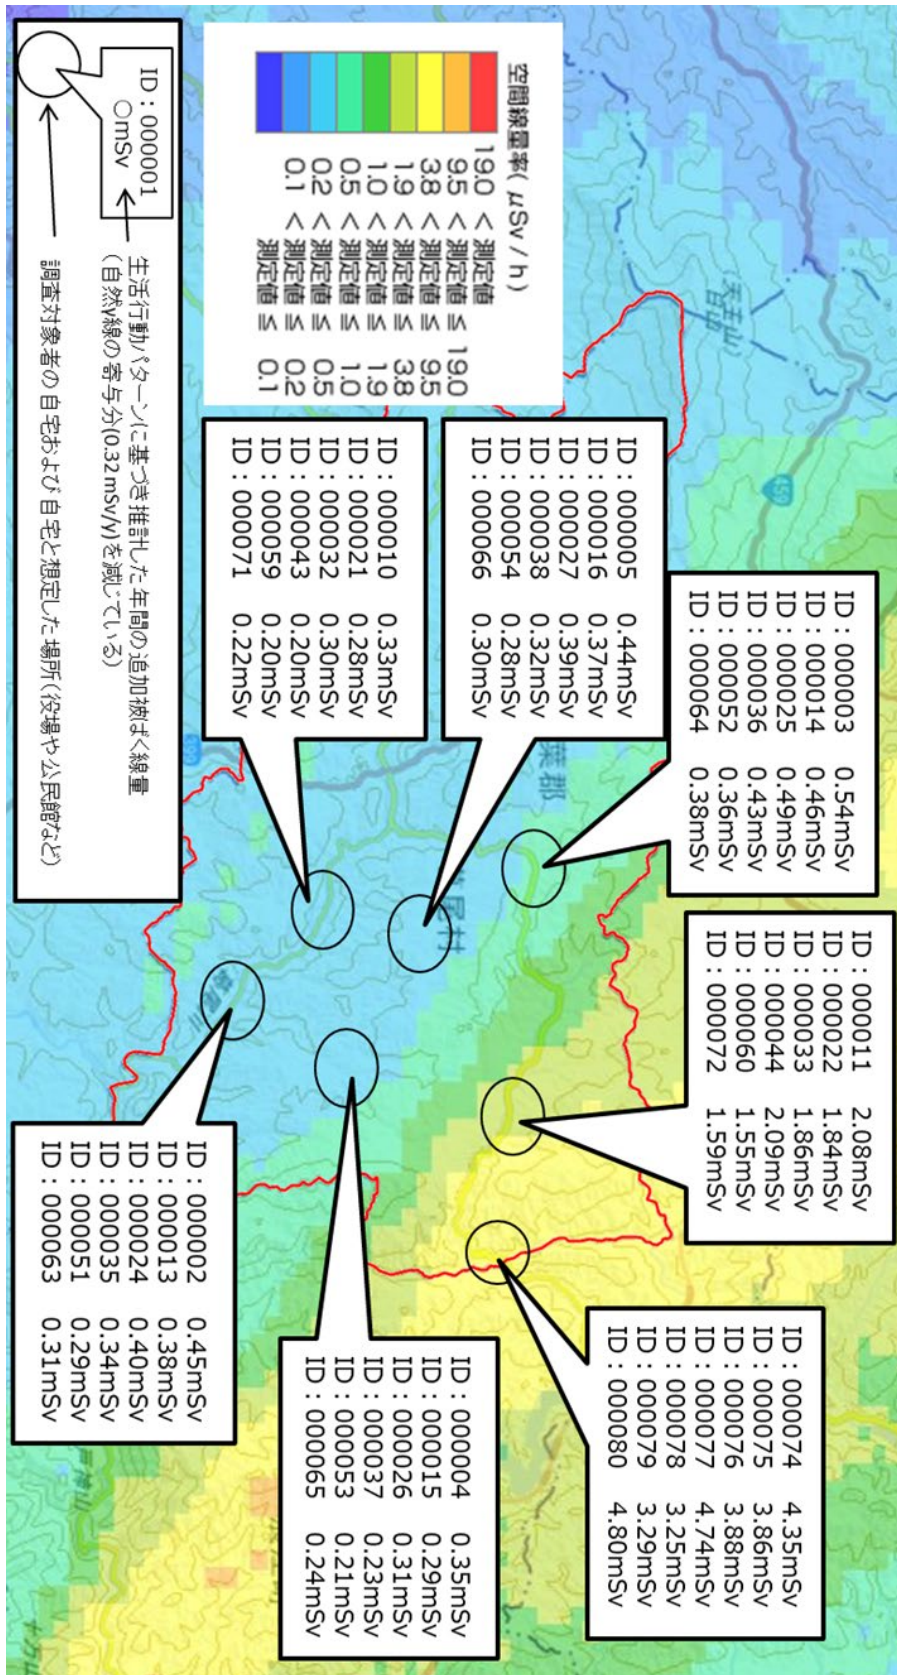 (天王山)
日山
459
空間線量率( μSv / h )
19.0 < 測定値
9.5 < 測定値 ≤ 19.0
3.8 < 測定値 ≤ 9.5
1.9 < 測定値 ≤ 3.8
1.0 < 測定値 ≤ 1.9
0.5 < 測定値 ≤ 1.0
0.2 < 測定値 ≤ 0.5
0.1 < 測定値 ≤ 0.2
測定値 ≤ 0.1
ID：000003 0.54mSv
ID：000014 0.46mSv
ID：000025 0.49mSv
ID：000036 0.43mSv
ID：000052 0.36mSv
ID：000064 0.38mSv
ID：000011 2.08mSv
ID：000022 1.84mSv
ID：000033 1.86mSv
ID：000044 2.09mSv
ID：000060 1.55mSv
ID：000072 1.59mSv
ID：000074 4.35mSv
ID：000075 3.86mSv
ID：000076 3.88mSv
ID：000077 4.74mSv
ID：000078 3.25mSv
ID：000079 3.29mSv
ID：000080 4.80mSv
ID：000005 0.44mSv
ID：000016 0.37mSv
ID：000027 0.39mSv
ID：000038 0.32mSv
ID：000054 0.28mSv
ID：000066 0.30mSv
葉郡
尾村
ID：000010 0.33mSv
ID：000021 0.28mSv
ID：000032 0.30mSv
ID：000043 0.20mSv
ID：000059 0.20mSv
ID：000071 0.22mSv
ID：000004 0.35mSv
ID：000015 0.29mSv
ID：000026 0.31mSv
ID：000037 0.23mSv
ID：000053 0.21mSv
ID：000065 0.24mSv
ID：000002 0.45mSv
ID：000013 0.38mSv
ID：000024 0.40mSv
ID：000035 0.34mSv
ID：000051 0.29mSv
ID：000063 0.31mSv
ID：000001
○mSv
生活行動パターンに基づき推計した年間の追加被ばく線量
(自然γ線の寄与分(0.32mSv/y)を減じている)
調査対象者の自宅および自宅と想定した場所(役場や公民館など)